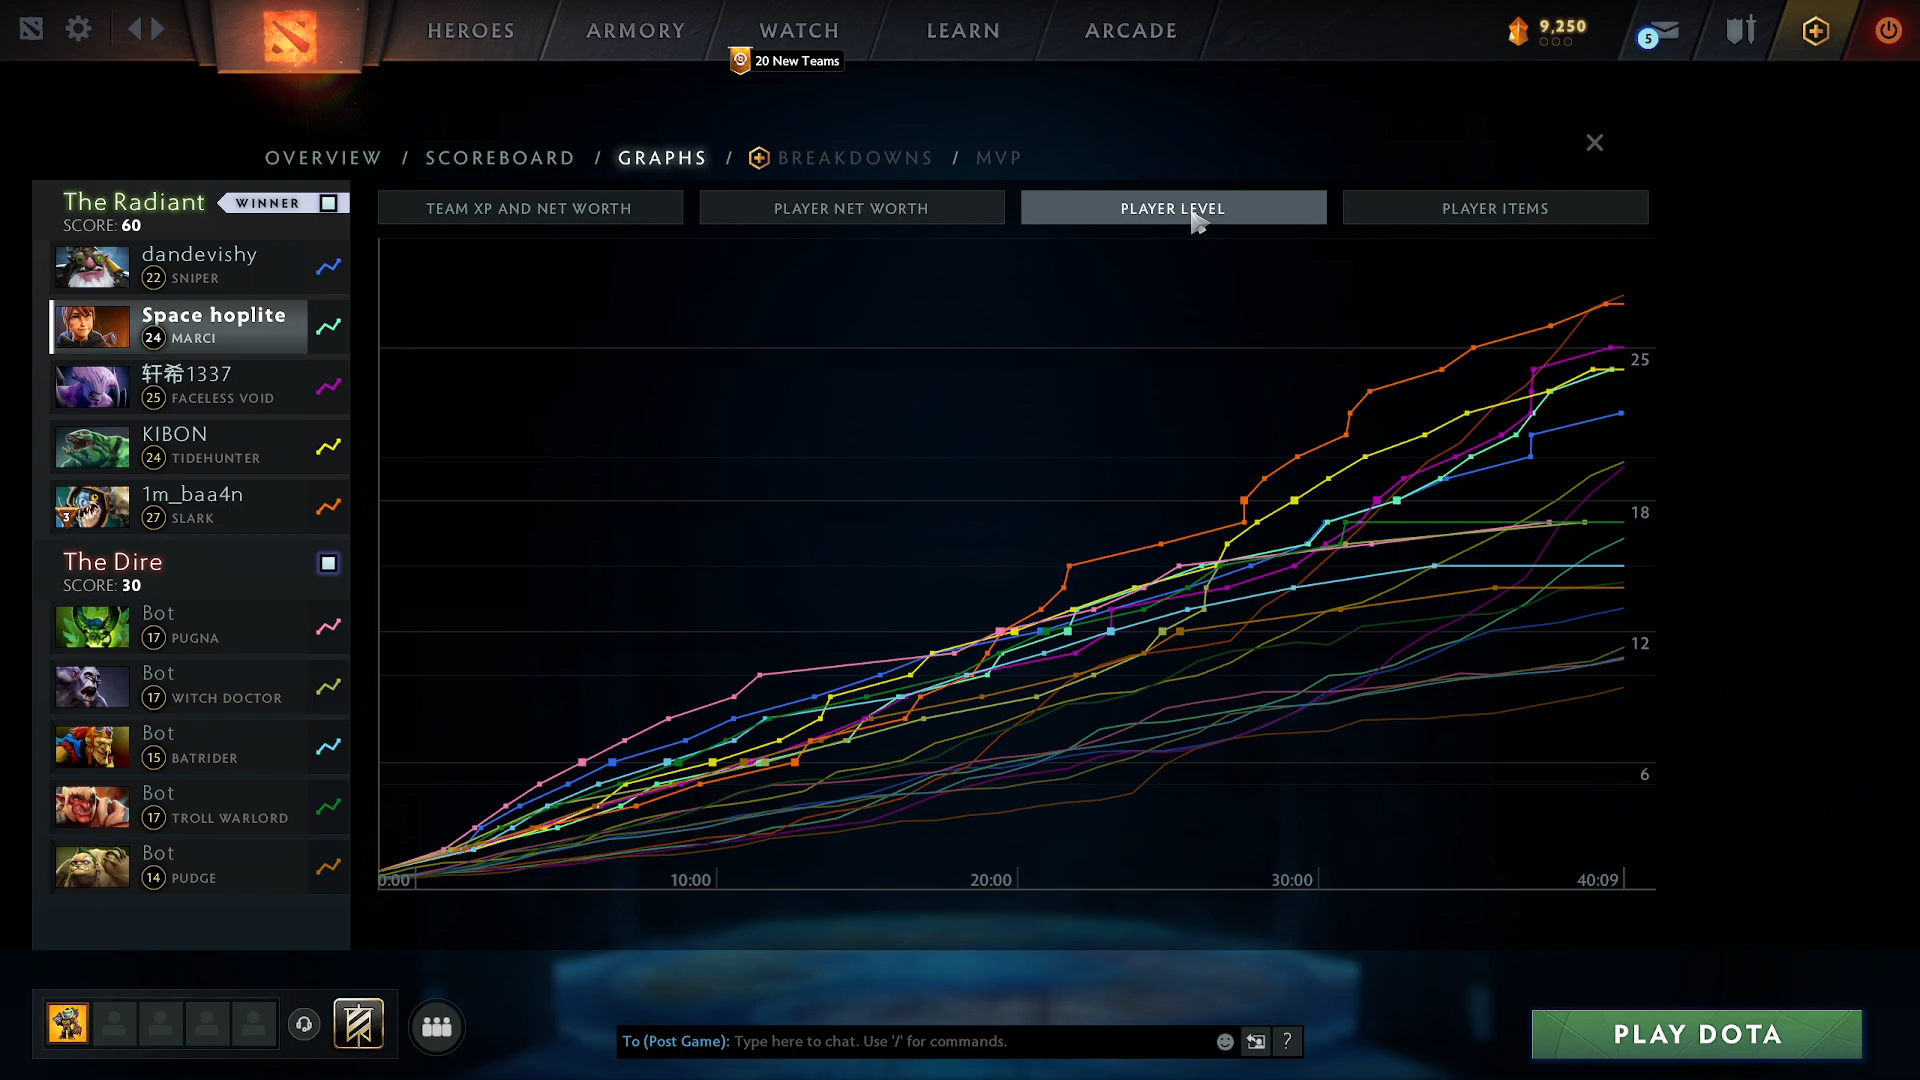 HEROES
ARMORY
WATCH
LEARN
ARCADE
9,250
5
20 New Teams
OVERVIEW / SCOREBOARD / GRAPHS / BREAKDOWNS / MVP
The Radiant
WINNER
SCORE: 60
TEAM XP AND NET WORTH
PLAYER NET WORTH
PLAYER LEVEL
PLAYER ITEMS
dandevishy
22 SNIPER
Space hoplite
24 MARCI
轩希1337
25 FACELESS VOID
KIBON
24 TIDEHUNTER
1m_baa4n
3
27 SLARK
The Dire
SCORE: 30
Bot
17 PUGNA
Bot
17 WITCH DOCTOR
Bot
15 BATRIDER
Bot
17 TROLL WARLORD
Bot
14 PUDGE
25
18
12
6
0:00
10:00
20:00
30:00
40:09
To (Post Game): Type here to chat. Use '/' for commands.
?
PLAY DOTA